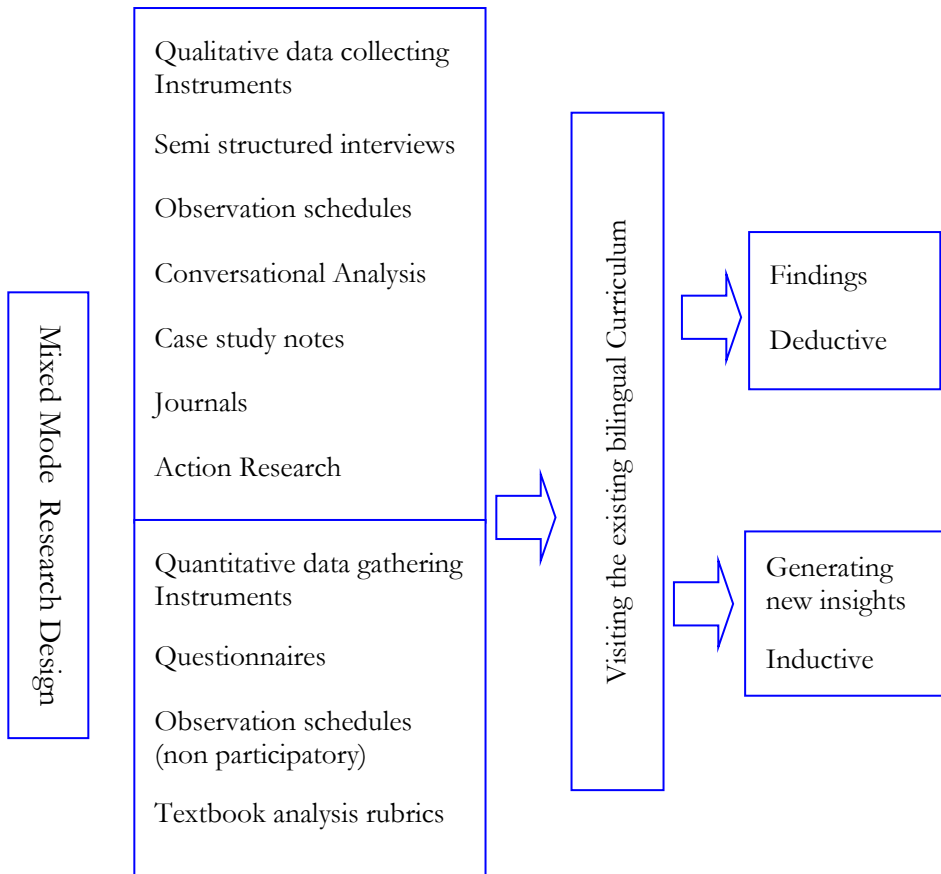 Mixed Mode Research Design
Qualitative data collecting
Instruments
Semi structured interviews
Observation schedules
Conversational Analysis
Case study notes
Journals
Action Research
Quantitative data gathering
Instruments
Questionnaires
Observation schedules
(non participatory)
Textbook analysis rubrics
Visiting the existing bilingual Curriculum
Findings
Deductive
Generating
new insights
Inductive